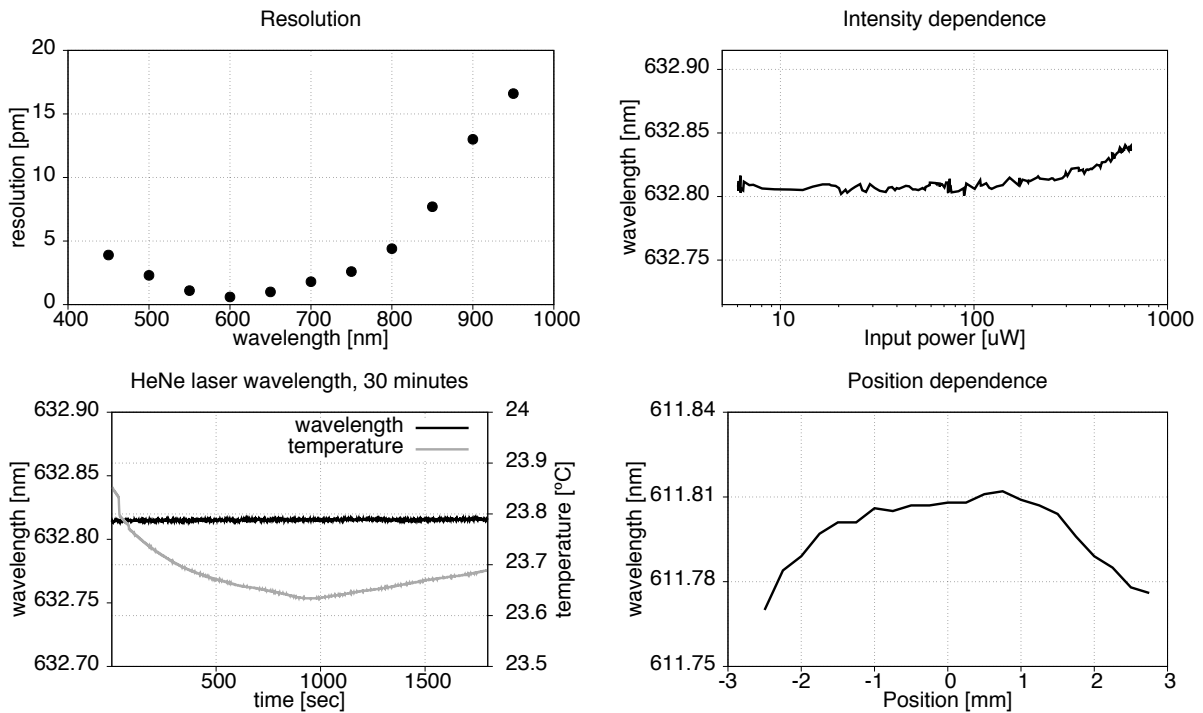 Resolution
20
15
10
5
0
resolution [pm]
400 500 600 700 800 900 1000
wavelength [nm]
Intensity dependence
632.90
632.85
632.80
632.75
wavelength [nm]
10 100 1000
Input power [uW]
HeNe laser wavelength, 30 minutes
632.90
632.85
632.80
632.75
632.70
wavelength [nm]
wavelength
temperature
24
23.9
23.8
23.7
23.6
23.5
temperature [ºC]
500 1000 1500
time [sec]
Position dependence
611.84
611.81
611.78
611.75
wavelength [nm]
-3 -2 -1 0 1 2 3
Position [mm]